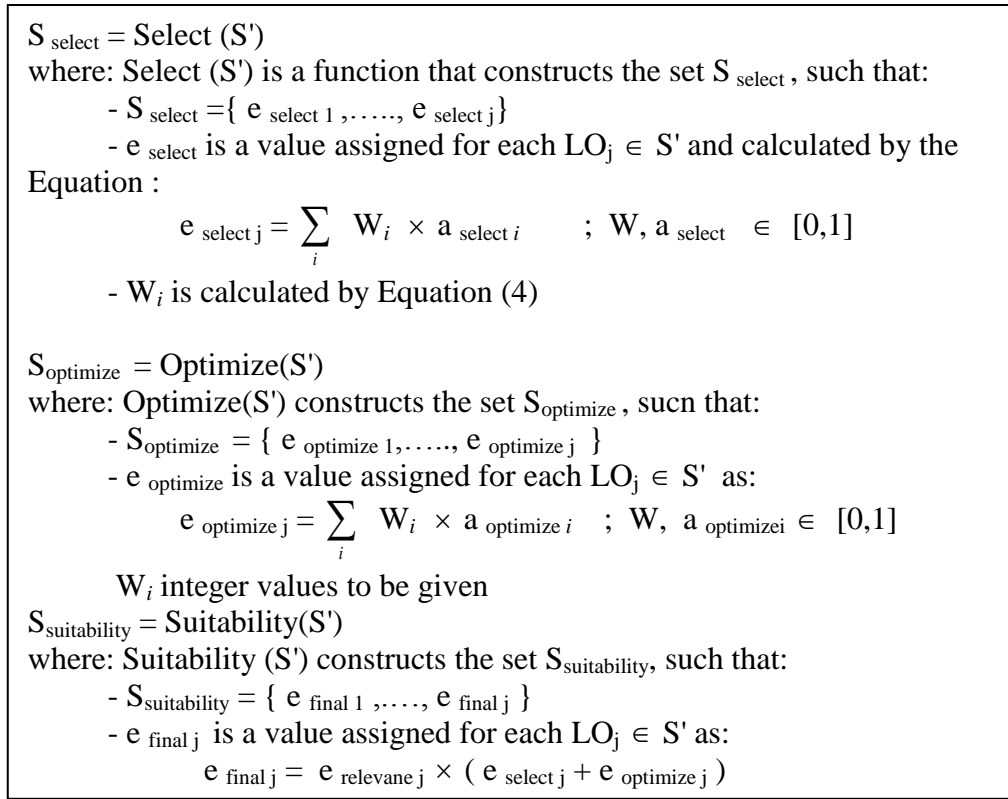 S select = Select (S')
where: Select (S') is a function that constructs the set S select , such that:
- S select ={ e select 1 ,….., e select j}
- e select is a value assigned for each LOj ∈ S' and calculated by the
Equation :
e select j = ∑i Wi × a select i ; W, a select ∈ [0,1]
- Wi is calculated by Equation (4)
Soptimize = Optimize(S')
where: Optimize(S') constructs the set Soptimize , sucn that:
- Soptimize = { e optimize 1,….., e optimize j }
- e optimize is a value assigned for each LOj ∈ S' as:
e optimize j = ∑i Wi × a optimize i ; W, a optimizei ∈ [0,1]
Wi integer values to be given
Ssuitability = Suitability(S')
where: Suitability (S') constructs the set Ssuitability, such that:
- Ssuitability = { e final 1 ,…., e final j }
- e final j is a value assigned for each LOj ∈ S' as:
e final j = e relevane j × ( e select j + e optimize j )